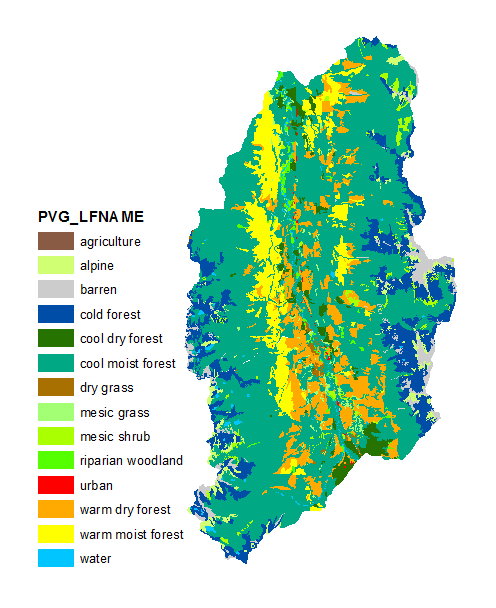 PVG_LFNAME
agriculture
alpine
barren
cold forest
cool dry forest
cool moist forest
dry grass
mesic grass
mesic shrub
riparian woodland
urban
warm dry forest
warm moist forest
water